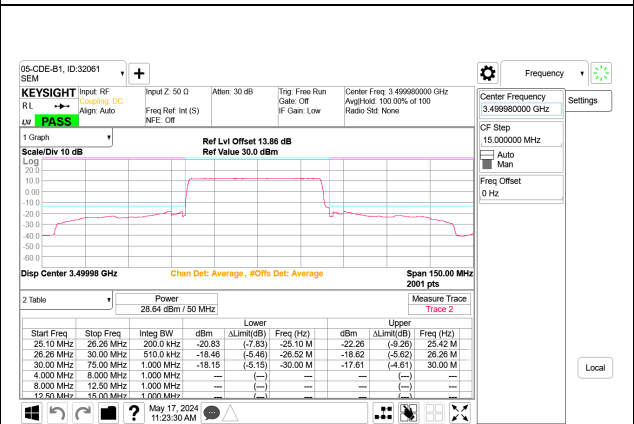 05-CDE-B1, ID:32061
SEM
Frequency
KEYSIGHT
RL
PASS
Input: RF
Coupling: DC
Align: Auto
Input Z: 50 Ω
Freq Ref: Int (S)
NFE: Off
Atten: 30 dB
Trig: Free Run
Gate: Off
IF Gain: Low
Center Freq: 3.499980000 GHz
Avg|Hold: 100.00% of 100
Radio Std: None
Center Frequency
3.499980000 GHz
Settings
CF Step
15.000000 MHz
Auto
Man
Freq Offset
0 Hz
Local
1 Graph
Scale/Div 10 dB
Ref Lvl Offset 13.86 dB
Ref Value 30.0 dBm
Log
20.0
10.0
0.00
-10.0
-20.0
-30.0
-40.0
-50.0
-60.0
Disp Center 3.49998 GHz
Chan Det: Average , #Offs Det: Average
Span 150.00 MHz
2001 pts
2 Table
Power
28.64 dBm / 50 MHz
Measure Trace
Trace 2
Lower Upper
Start Freq Stop Freq Integ BW dBm ΔLimit(dB) Freq (Hz) dBm ΔLimit(dB) Freq (Hz)
25.10 MHz 26.26 MHz 200.0 kHz -20.83 (-7.83) -25.10 M -22.26 (-9.26) 25.42 M
26.26 MHz 30.00 MHz 510.0 kHz -18.46 (-5.46) -26.52 M -18.62 (-5.62) 26.26 M
30.00 MHz 75.00 MHz 1.000 MHz -18.15 (-5.15) -30.00 M -17.61 (-4.61) 30.00 M
4.000 MHz 8.000 MHz 1.000 MHz --- (---) --- --- (---) ---
8.000 MHz 12.50 MHz 1.000 MHz --- (---) --- --- (---) ---
12.50 MHz 15.00 MHz 1.000 MHz --- (---) --- --- (---) ---
?
May 17, 2024
11:23:30 AM